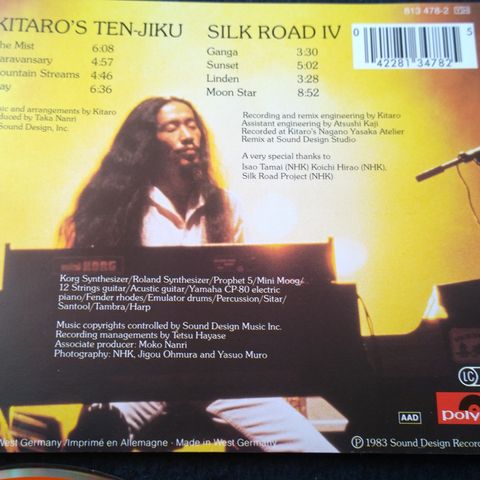 813 478-2
KITARO'S TEN-JIKU SILK ROAD IV
he Mist 6:08
aravansary 4:57
ountain Streams 4:46
ay 6:36
Ganga 3:30
Sunset 5:02
Linden 3:28
Moon Star 8:52
0 42281 34782 5
sic and arrangements by Kitaro
oduced by Taka Nanri
Sound Design, Inc.
Recording and remix engineering by Kitaro
Assistant engineering by Atsushi Kaji
Recorded at Kitaro's Nagano Yasaka Atelier
Remix at Sound Design Studio
A very special thanks to
Isao Tamai (NHK) Koichi Hirao (NHK),
Silk Road Project (NHK)
KORG
Korg Synthesizer/Roland Synthesizer/Prophet 5/Mini Moog/
12 Strings guitar/Acustic guitar/Yamaha CP-80 electric
piano/Fender rhodes/Emulator drums/Percussion/Sitar/
Santool/Tambra/Harp
Music copyrights controlled by Sound Design Music Inc.
Recording managements by Tetsu Hayase
Associate producer: Moko Nanri
Photography: NHK, Jigou Ohmura and Yasuo Muro
LC
AAD
poly
West Germany/Imprimé en Allemagne · Made in West Germany
Ⓟ 1983 Sound Design Recor